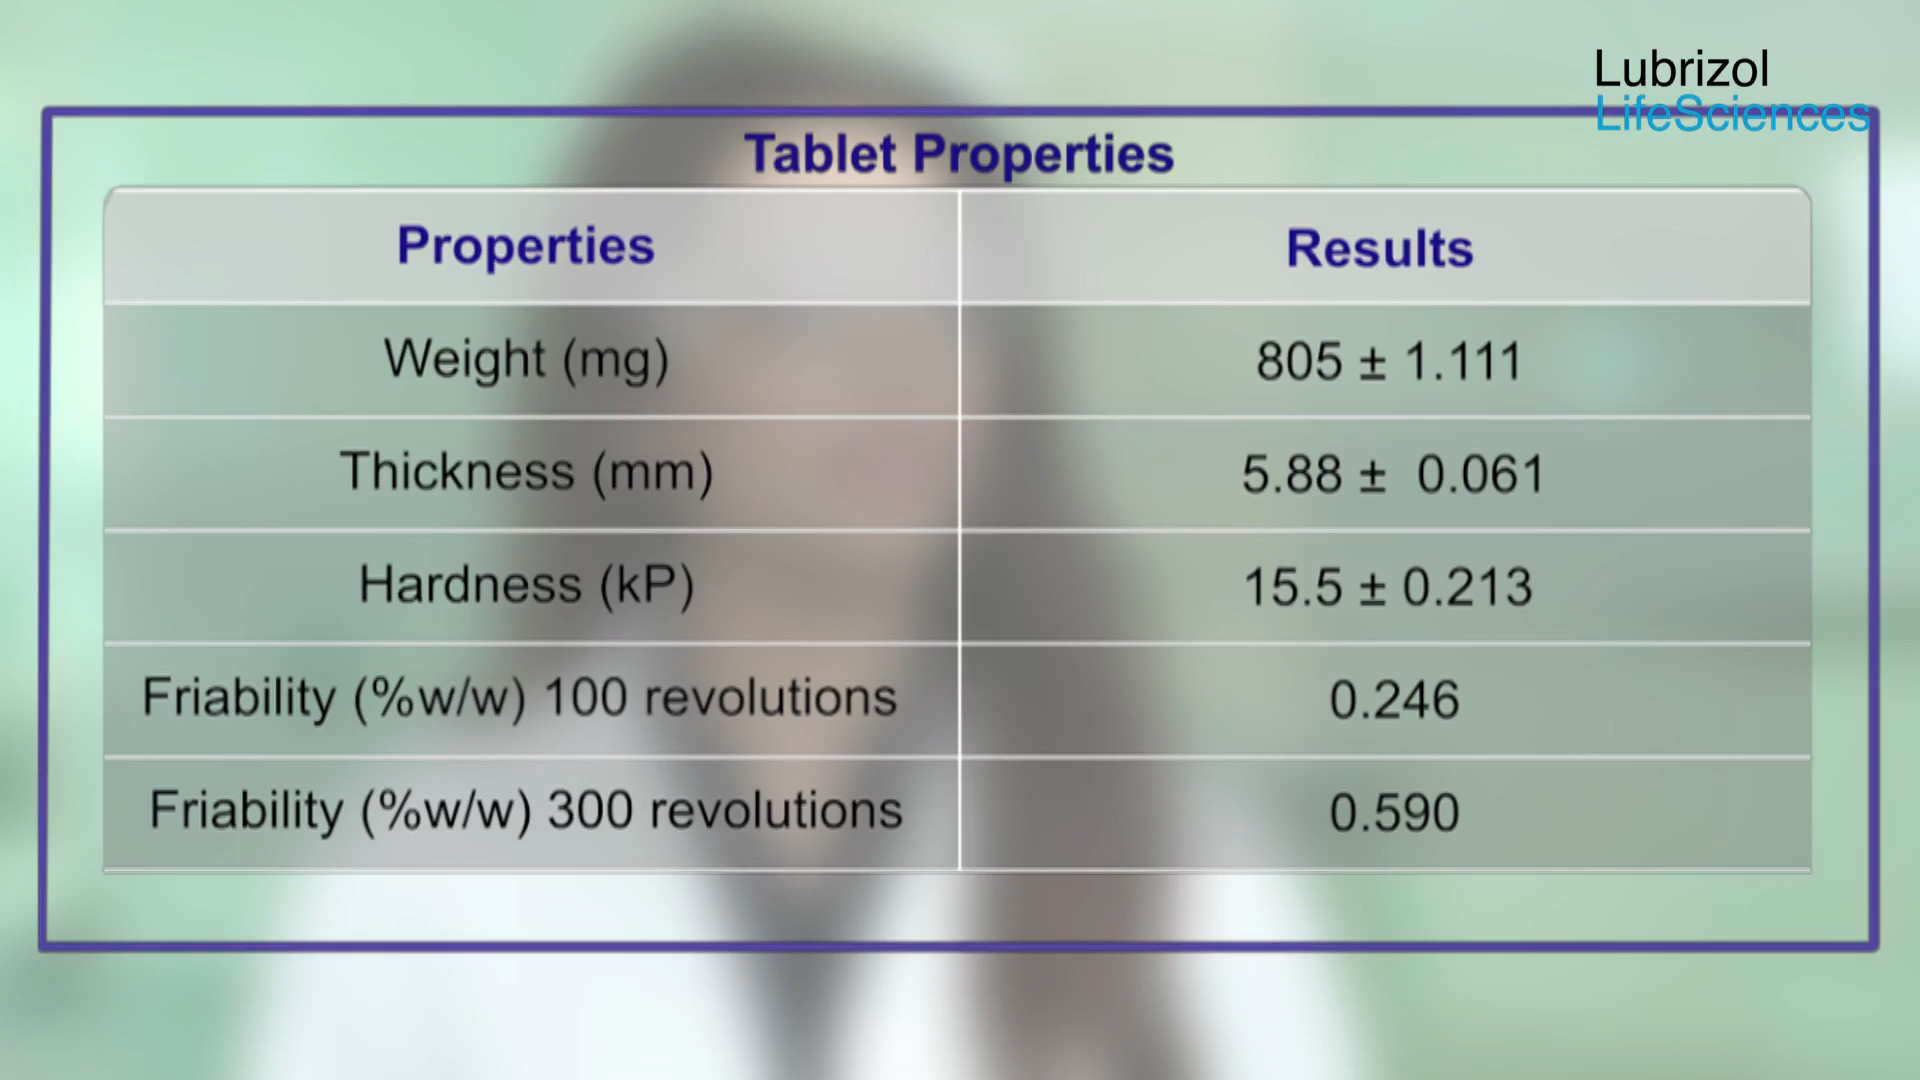 Lubrizol
LifeSciences
Tablet Properties
Properties Results
Weight (mg) 805 ± 1.111
Thickness (mm) 5.88 ± 0.061
Hardness (kP) 15.5 ± 0.213
Friability (%w/w) 100 revolutions 0.246
Friability (%w/w) 300 revolutions 0.590